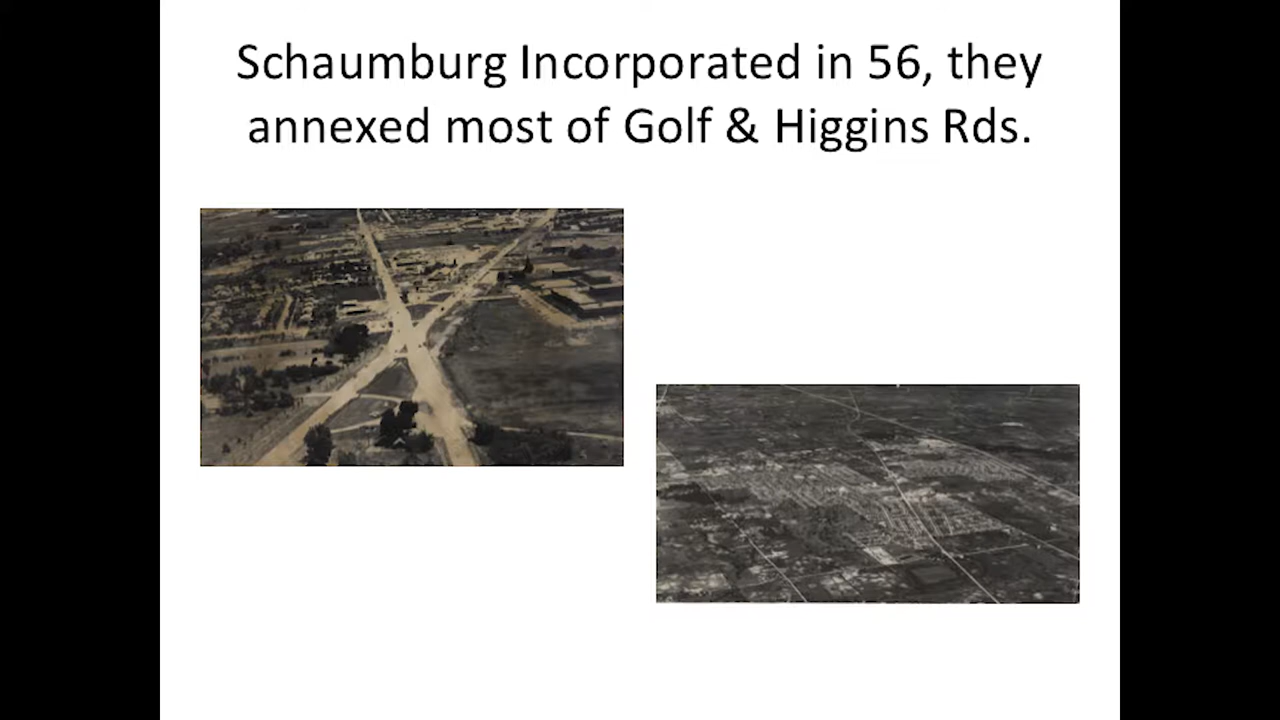 Schaumburg Incorporated in 56, they
annexed most of Golf & Higgins Rds.